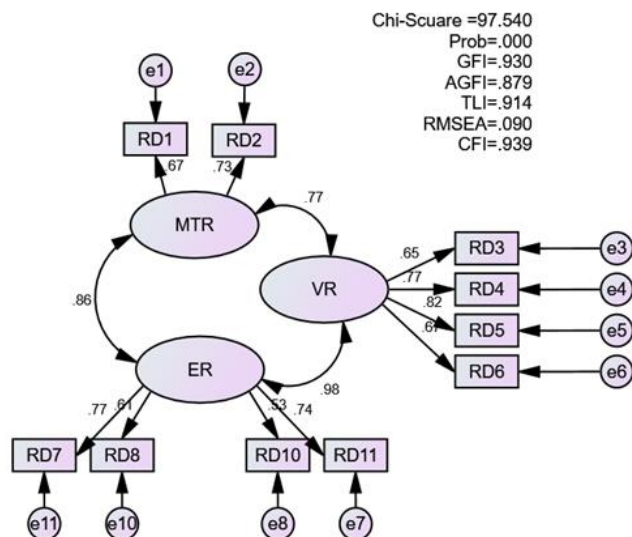 Chi-Scuare =97.540
Prob=.000
GFI=.930
AGFI=.879
TLI=.914
RMSEA=.090
CFI=.939
e1 e2
RD1 RD2
.67 .73
MTR
.77
.86
VR
.65
.77
.82
.67
RD3 e3
RD4 e4
RD5 e5
RD6 e6
ER
.98
.77 .61 .53 .74
RD7 RD8 RD10 RD11
e11 e10 e8 e7